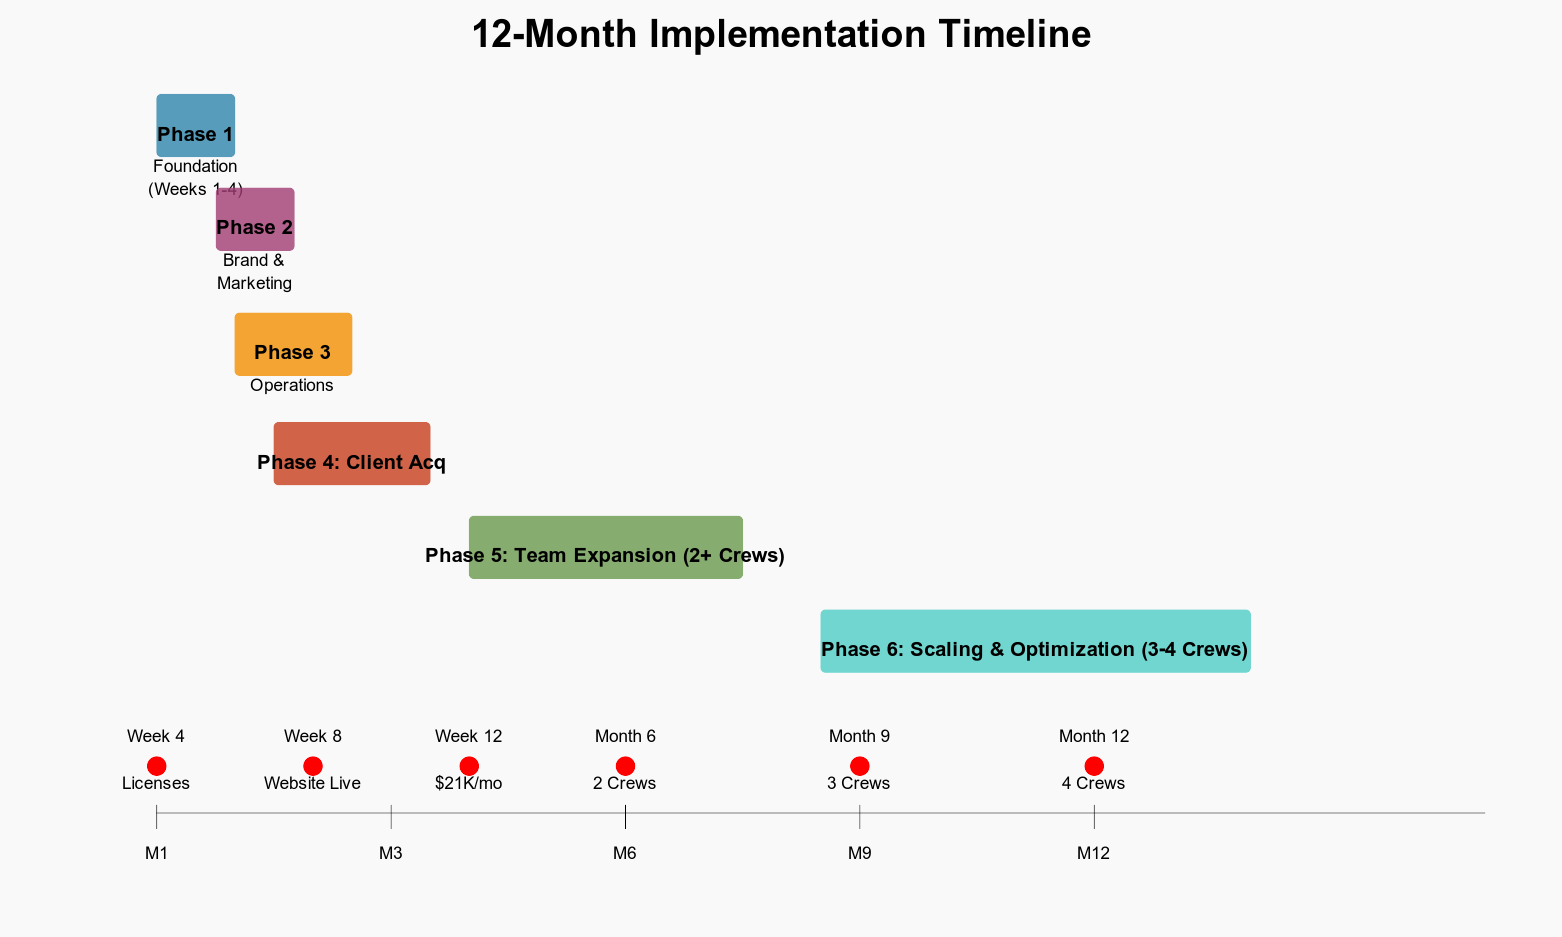 12-Month Implementation Timeline
Phase 1
Foundation
(Weeks 1-4)
Phase 2
Brand &
Marketing
Phase 3
Operations
Phase 4: Client Acq
Phase 5: Team Expansion (2+ Crews)
Phase 6: Scaling & Optimization (3-4 Crews)
Week 4 Week 8 Week 12 Month 6 Month 9 Month 12
Licenses Website Live $21K/mo 2 Crews 3 Crews 4 Crews
M1 M3 M6 M9 M12